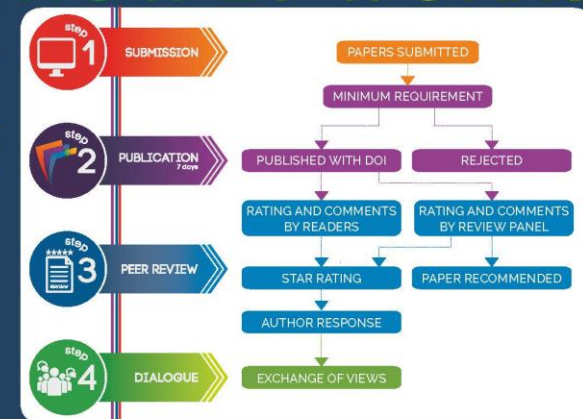 step
1
SUBMISSION
PAPERS SUBMITTED
MINIMUM REQUIREMENT
step
2
PUBLICATION
7 days
PUBLISHED WITH DOI
REJECTED
RATING AND COMMENTS
BY READERS
RATING AND COMMENTS
BY REVIEW PANEL
step
3
REVIEW
PEER REVIEW
STAR RATING
PAPER RECOMMENDED
AUTHOR RESPONSE
step
4
DIALOGUE
EXCHANGE OF VIEWS